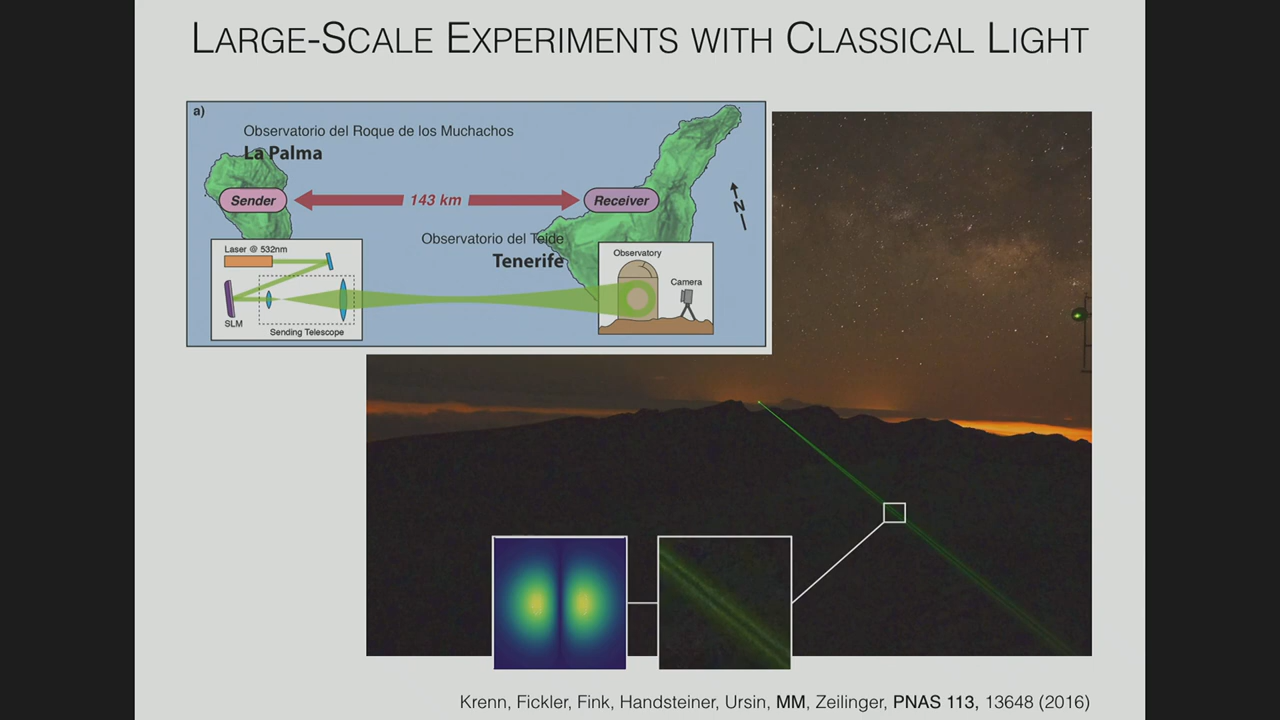 LARGE-SCALE EXPERIMENTS WITH CLASSICAL LIGHT
a)
Observatorio del Roque de los Muchachos
La Palma
Sender
143 km
Receiver
N
Observatorio del Teide
Tenerife
Laser @ 532nm
SLM
Sending Telescope
Observatory
Camera
Krenn, Fickler, Fink, Handsteiner, Ursin, MM, Zeilinger, PNAS 113, 13648 (2016)